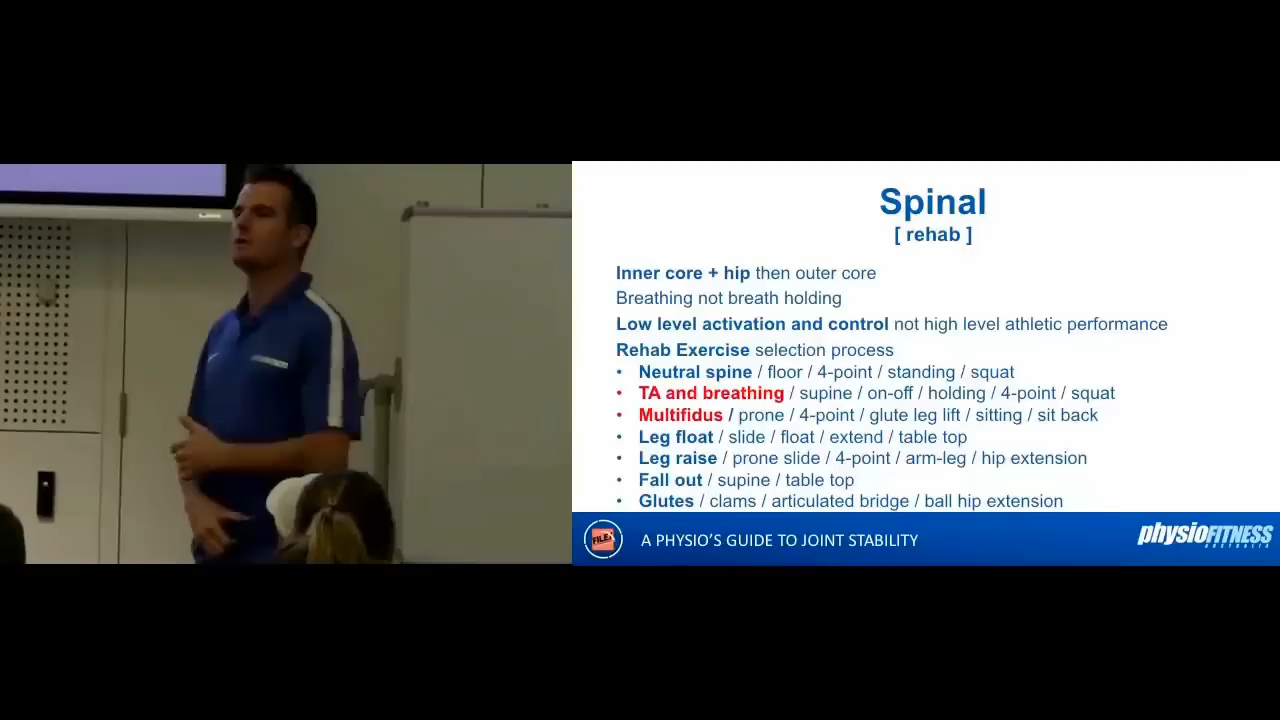 Spinal
[ rehab ]
Inner core + hip then outer core
Breathing not breath holding
Low level activation and control not high level athletic performance
Rehab Exercise selection process
• Neutral spine / floor / 4-point / standing / squat
• TA and breathing / supine / on-off / holding / 4-point / squat
• Multifidus / prone / 4-point / glute leg lift / sitting / sit back
• Leg float / slide / float / extend / table top
• Leg raise / prone slide / 4-point / arm-leg / hip extension
• Fall out / supine / table top
• Glutes / clams / articulated bridge / ball hip extension
FILEX
A PHYSIO'S GUIDE TO JOINT STABILITY
physioFITNESS
AUSTRALIA